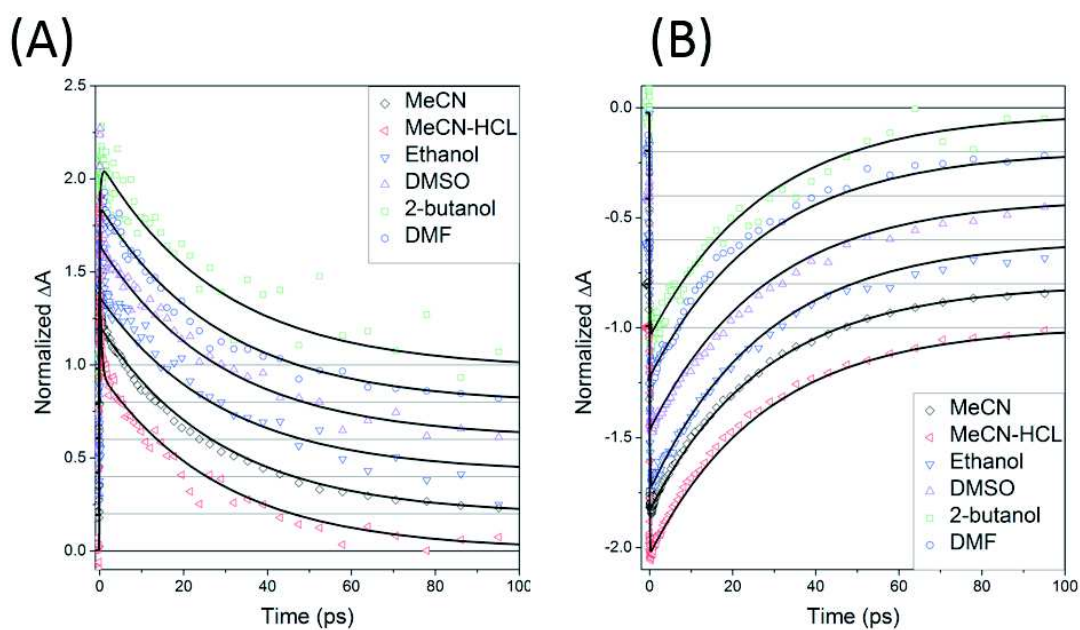 (A)
(B)
2.5
2.0
1.5
1.0
0.5
0.0
Normalized ΔA
MeCN
MeCN-HCL
Ethanol
DMSO
2-butanol
DMF
0 20 40 60 80 100
Time (ps)
0.0
-0.5
-1.0
-1.5
-2.0
Normalized ΔA
MeCN
MeCN-HCL
Ethanol
DMSO
2-butanol
DMF
0 20 40 60 80 100
Time (ps)